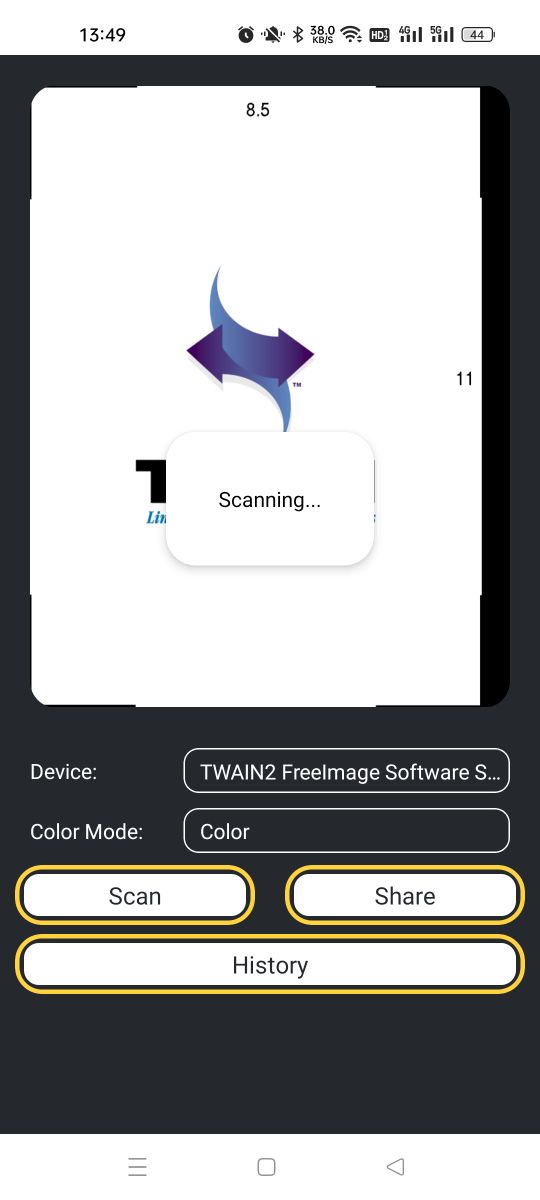 13:49
38.0 KB/S HD1 4G 5G 44
8.5
TM
11
T
Scanning...
Lin s
Device: TWAIN2 FreeImage Software S...
Color Mode: Color
Scan Share
History